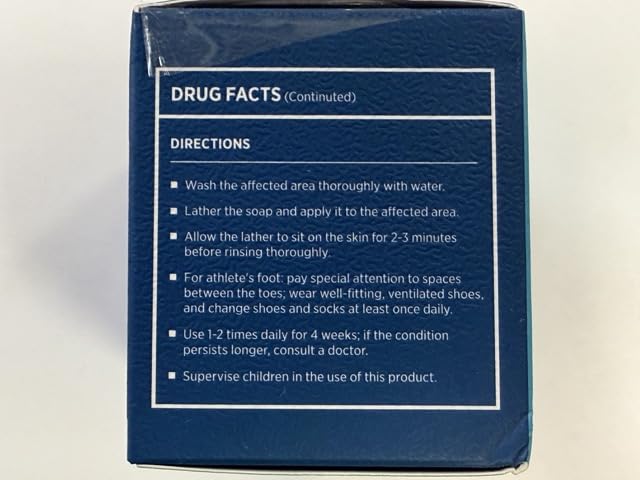 DRUG FACTS (Continuted)
DIRECTIONS
■ Wash the affected area thoroughly with water.
■ Lather the soap and apply it to the affected area.
■ Allow the lather to sit on the skin for 2-3 minutes
before rinsing thoroughly.
■ For athlete's foot: pay special attention to spaces
between the toes; wear well-fitting, ventilated shoes,
and change shoes and socks at least once daily.
■ Use 1-2 times daily for 4 weeks; if the condition
persists longer, consult a doctor.
■ Supervise children in the use of this product.